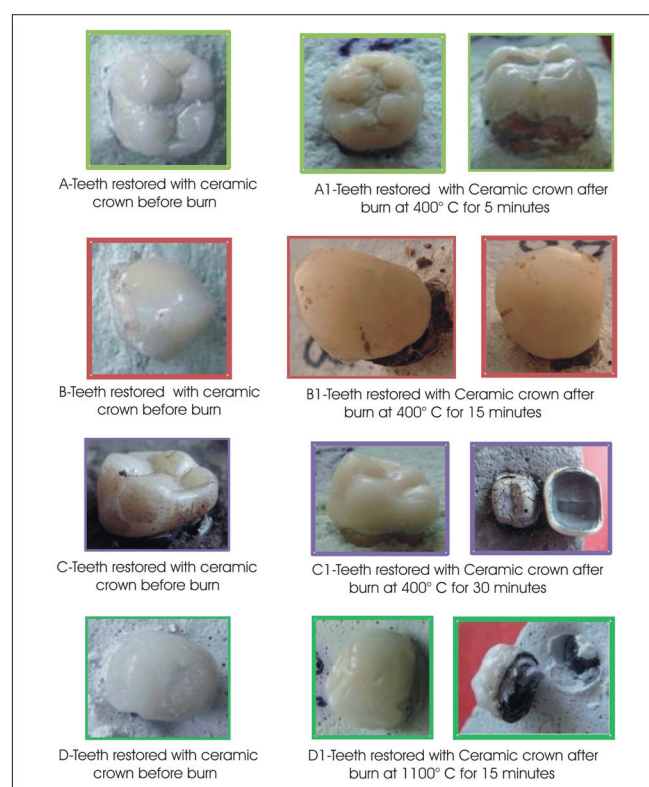 A-Teeth restored with ceramic
crown before burn
A1-Teeth restored with Ceramic crown after
burn at 400° C for 5 minutes
B-Teeth restored with ceramic
crown before burn
B1-Teeth restored with Ceramic crown after
burn at 400° C for 15 minutes
C-Teeth restored with ceramic
crown before burn
C1-Teeth restored with Ceramic crown after
burn at 400° C for 30 minutes
D-Teeth restored with ceramic
crown before burn
D1-Teeth restored with Ceramic crown after
burn at 1100° C for 15 minutes